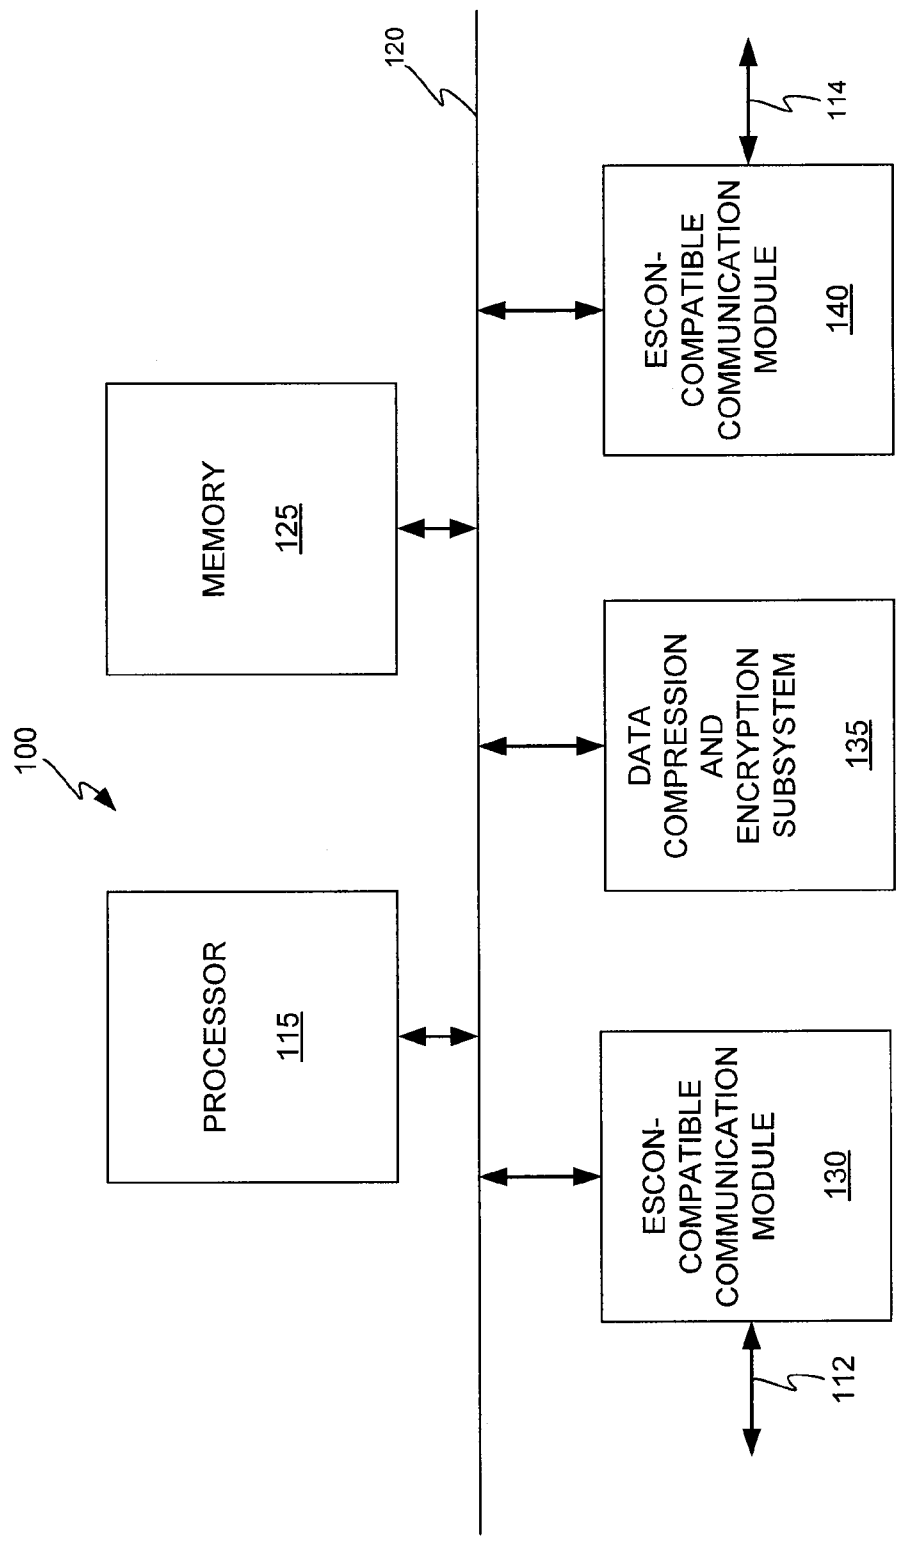 100
120
PROCESSOR
115
MEMORY
125
ESCON-
COMPATIBLE
COMMUNICATION
MODULE
130
DATA
COMPRESSION
AND
ENCRYPTION
SUBSYSTEM
135
ESCON-
COMPATIBLE
COMMUNICATION
MODULE
140
112
114